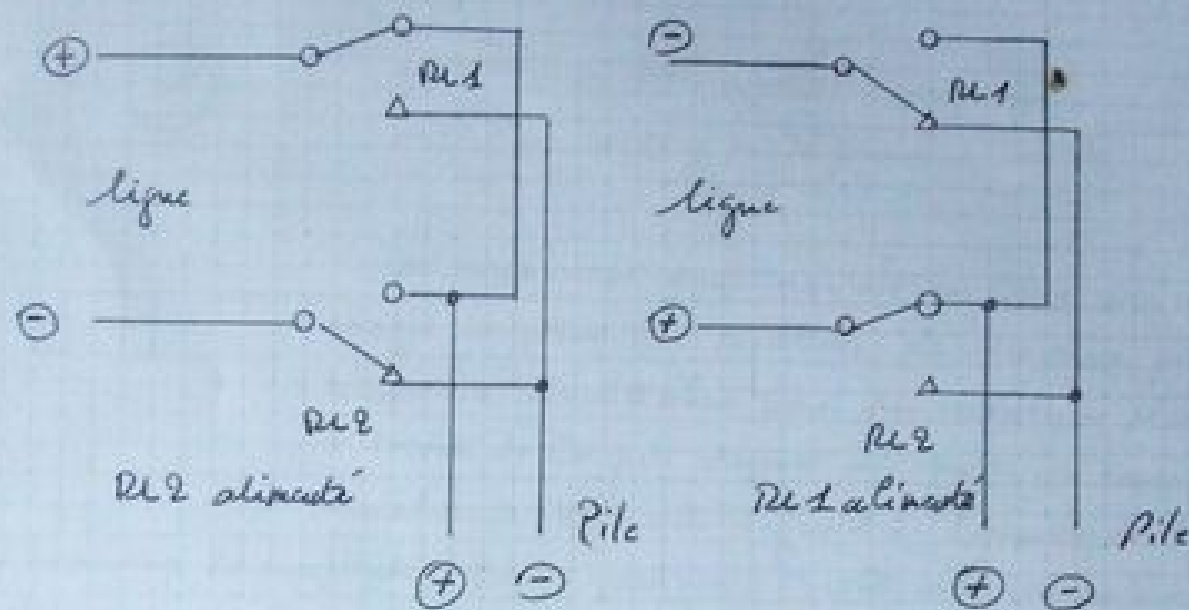 +
RL1
ligne
-
RL2
RL2 alimenté
Pile
+ -
-
RL1
ligne
+
RL2
RL1 alimenté
Pile
+ -